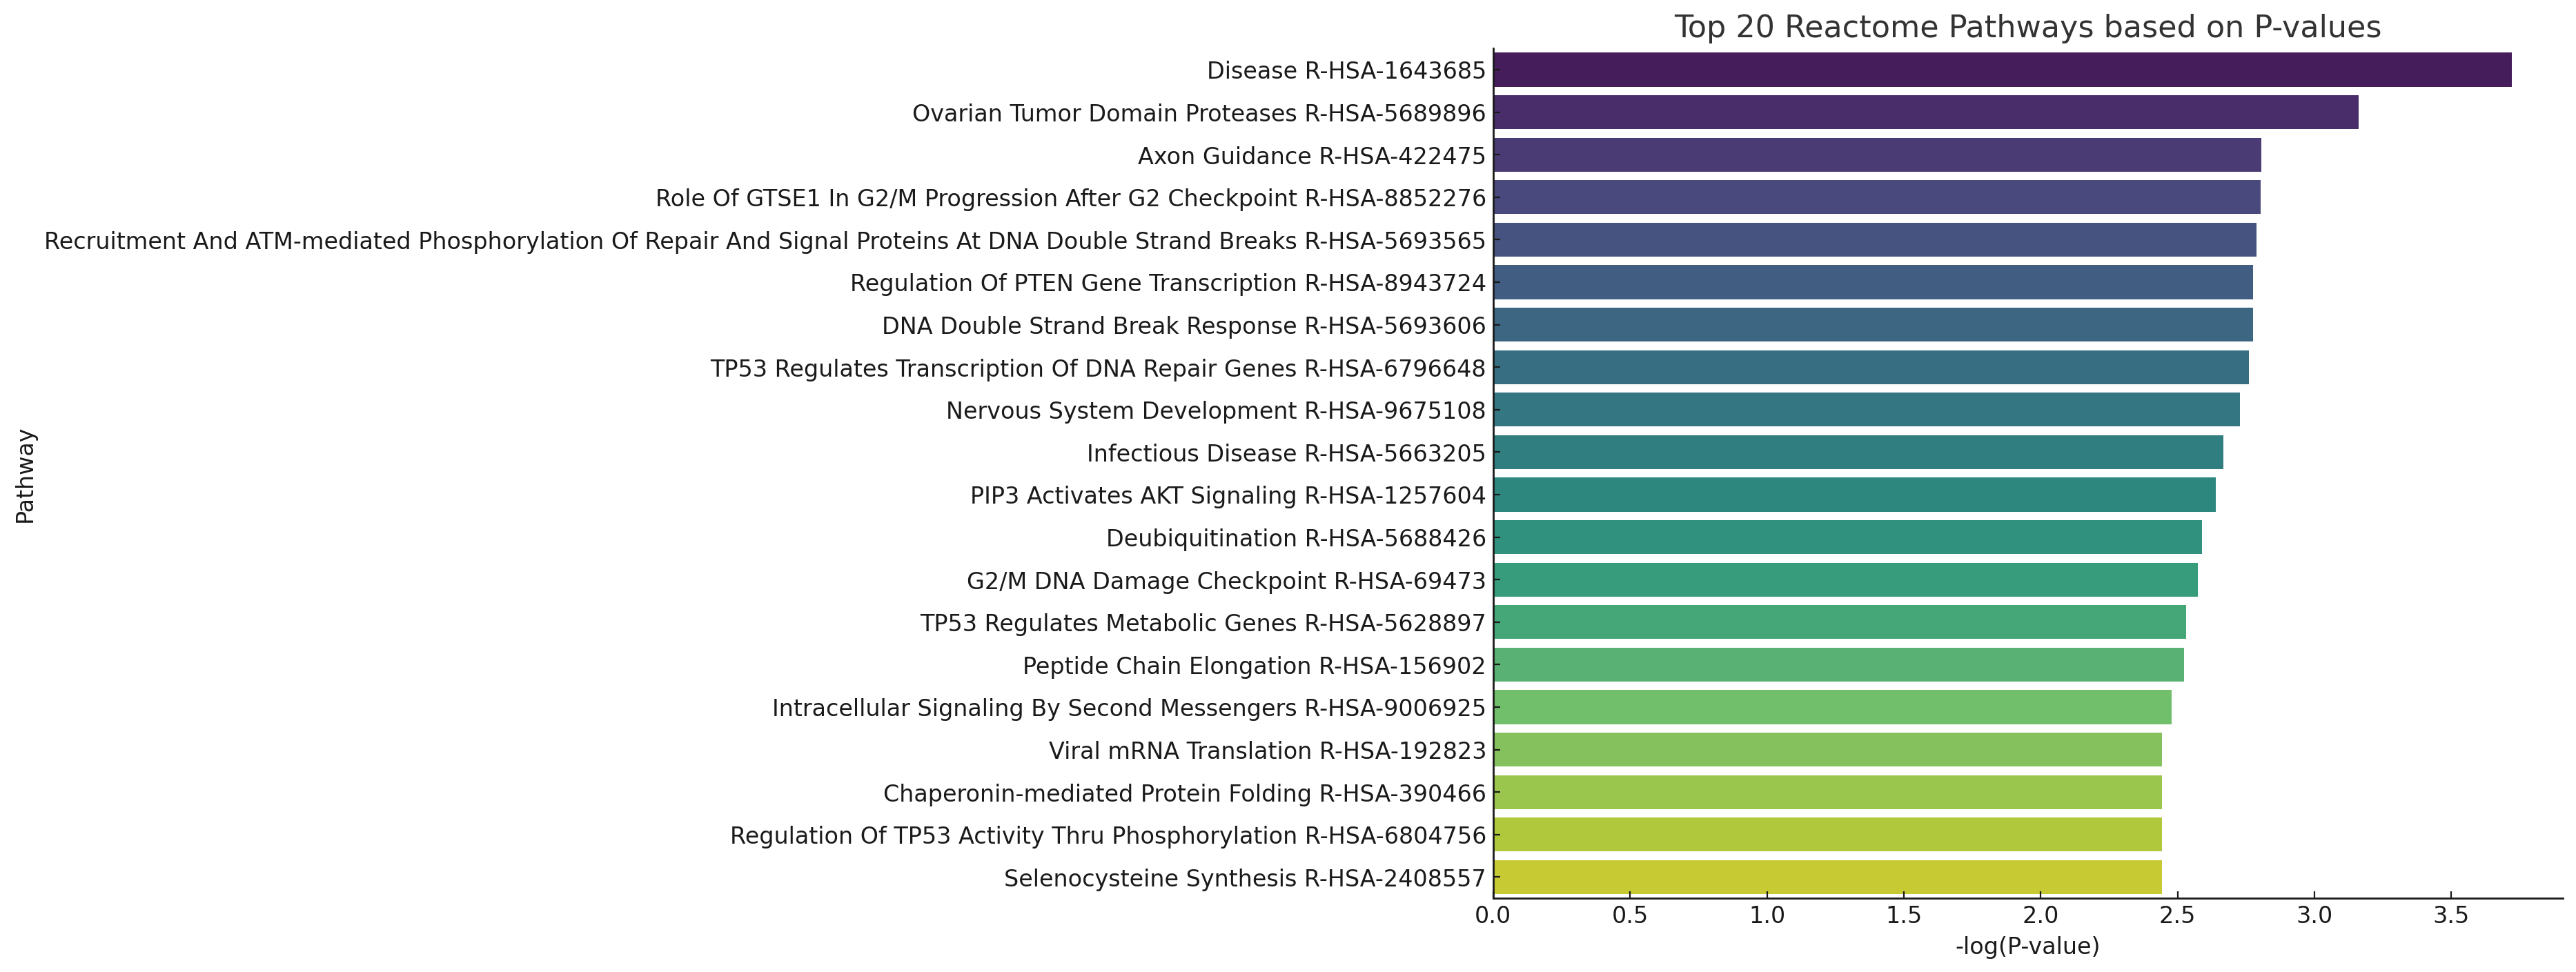 Top 20 Reactome Pathways based on P-values
Disease R-HSA-1643685
Ovarian Tumor Domain Proteases R-HSA-5689896
Axon Guidance R-HSA-422475
Role Of GTSE1 In G2/M Progression After G2 Checkpoint R-HSA-8852276
Recruitment And ATM-mediated Phosphorylation Of Repair And Signal Proteins At DNA Double Strand Breaks R-HSA-5693565
Regulation Of PTEN Gene Transcription R-HSA-8943724
DNA Double Strand Break Response R-HSA-5693606
TP53 Regulates Transcription Of DNA Repair Genes R-HSA-6796648
Nervous System Development R-HSA-9675108
Infectious Disease R-HSA-5663205
PIP3 Activates AKT Signaling R-HSA-1257604
Deubiquitination R-HSA-5688426
G2/M DNA Damage Checkpoint R-HSA-69473
TP53 Regulates Metabolic Genes R-HSA-5628897
Peptide Chain Elongation R-HSA-156902
Intracellular Signaling By Second Messengers R-HSA-9006925
Viral mRNA Translation R-HSA-192823
Chaperonin-mediated Protein Folding R-HSA-390466
Regulation Of TP53 Activity Thru Phosphorylation R-HSA-6804756
Selenocysteine Synthesis R-HSA-2408557
Pathway
0.0 0.5 1.0 1.5 2.0 2.5 3.0 3.5
-log(P-value)